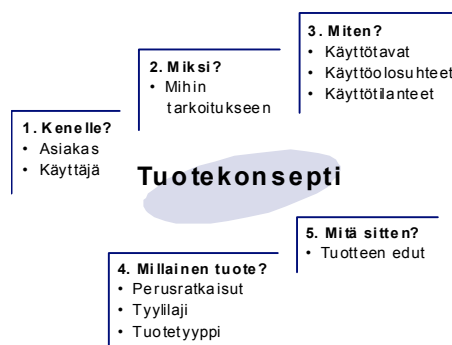 1. Kenelle?
• Asiakas
• Käyttäjä
2. Miksi?
• Mihin
tarkoitukseen
3. Miten?
• Käyttötavat
• Käyttöolosuhteet
• Käyttötilanteet
Tuotekonsepti
4. Millainen tuote?
• Perusratkaisut
• Tyylilaji
• Tuotetyyppi
5. Mitä sitten?
• Tuotteen edut